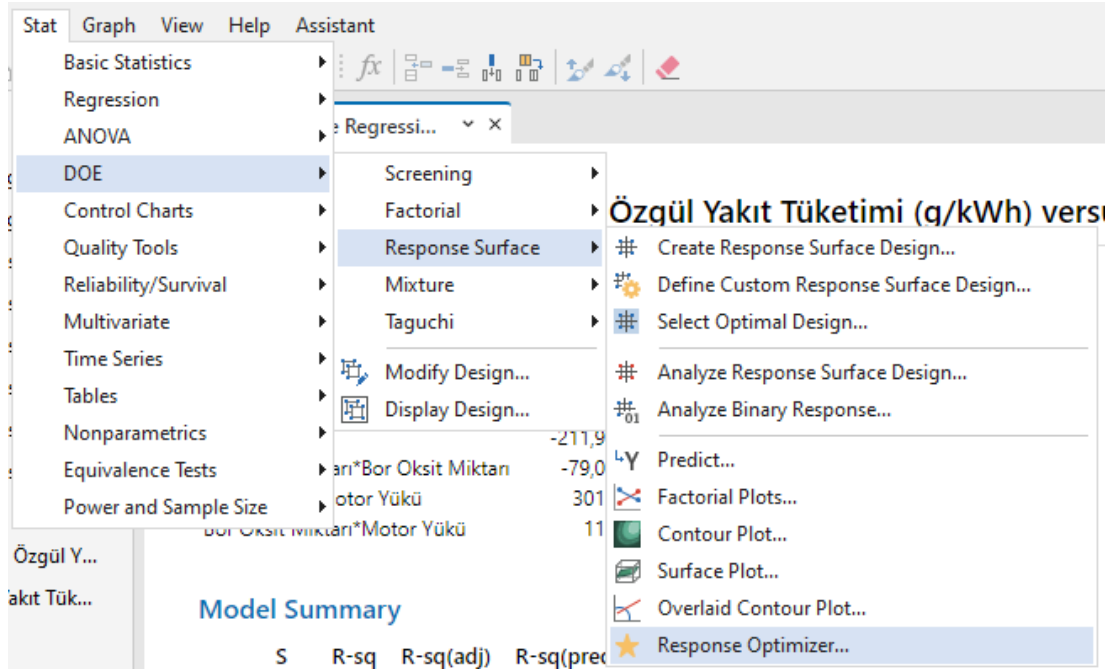 Stat Graph View Help Assistant
Basic Statistics
Regression
ANOVA
DOE
Control Charts
Quality Tools
Reliability/Survival
Multivariate
Time Series
Tables
Nonparametrics
Equivalence Tests
Power and Sample Size
fx
e Regressi...
Screening
Factorial
Response Surface
Mixture
Taguchi
Modify Design...
Display Design...
Özgül Yakıt Tüketimi (g/kWh) versu
Create Response Surface Design...
Define Custom Response Surface Design...
Select Optimal Design...
Analyze Response Surface Design...
01 Analyze Binary Response...
Y Predict...
Factorial Plots...
Contour Plot...
Surface Plot...
Overlaid Contour Plot...
Response Optimizer...
-211,9
arı*Bor Oksit Miktarı -79,0
otor Yükü 301
Bor Oksit Miktarı*Motor Yükü 11
Özgül Y...
akıt Tük...
Model Summary
S R-sq R-sq(adj) R-sq(pred